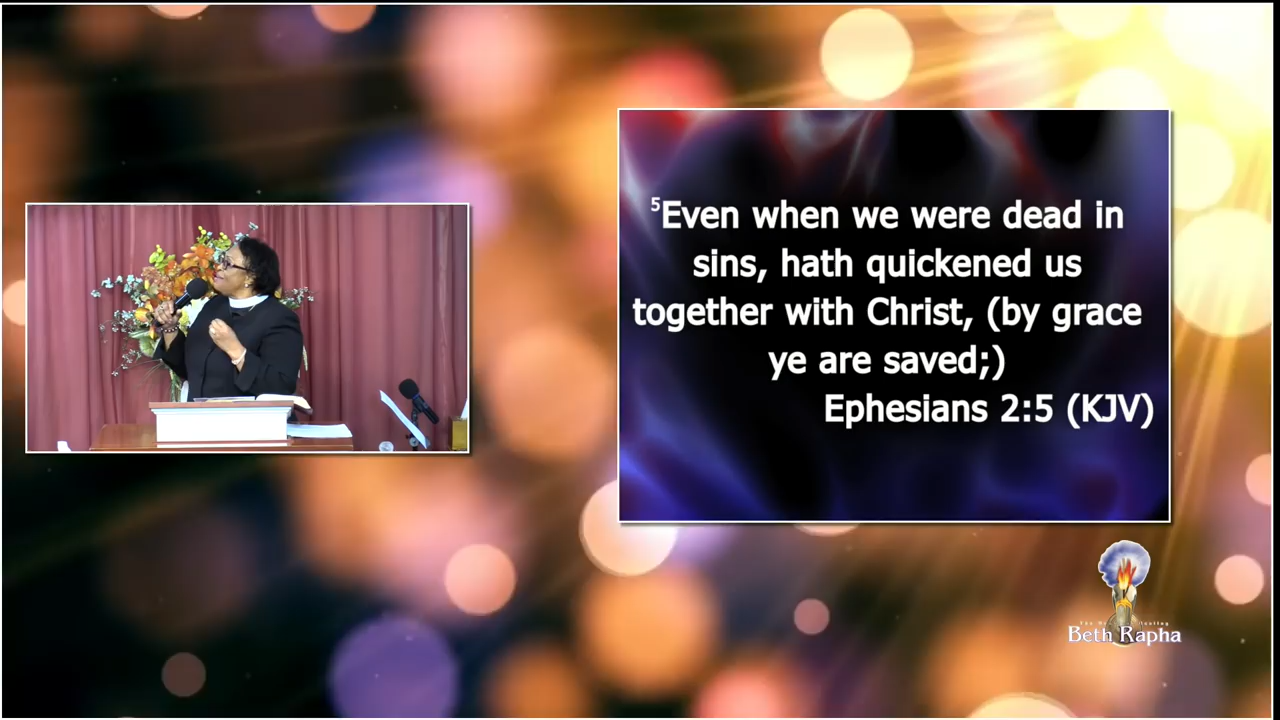 ⁵Even when we were dead in
sins, hath quickened us
together with Christ, (by grace
ye are saved;)
Ephesians 2:5 (KJV)
Beth Rapha